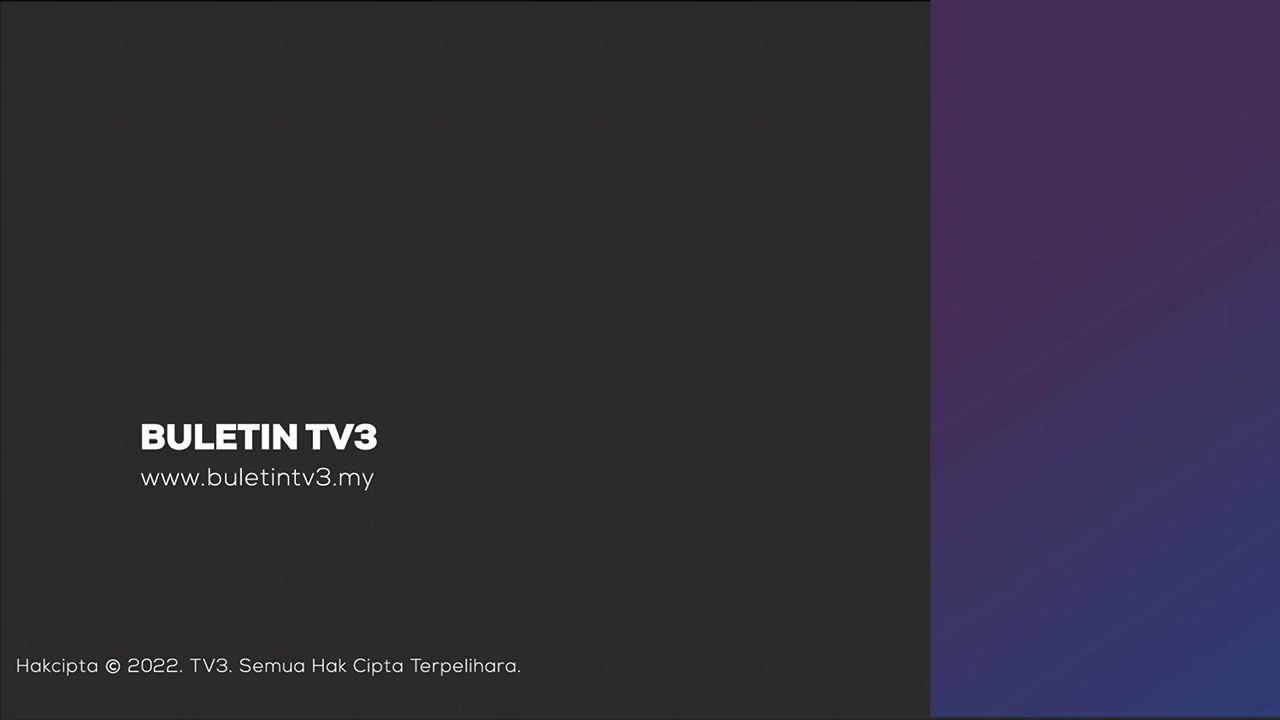 BULETIN TV3
www.buletintv3.my
Hakcipta © 2022. TV3. Semua Hak Cipta Terpelihara.